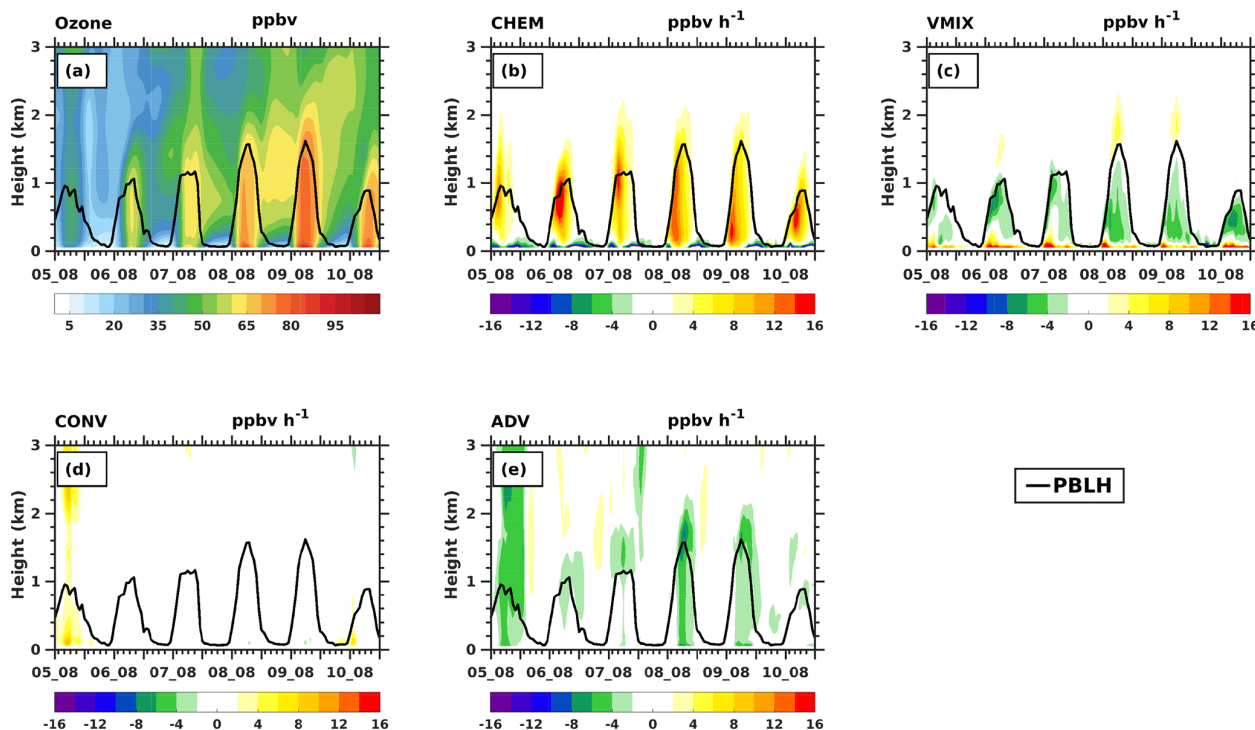 Ozone ppbv
(a)
Height (km)
3
2
1
0
05_08 06_08 07_08 08_08 09_08 10_08
5 20 35 50 65 80 95
CHEM ppbv h-1
(b)
Height (km)
3
2
1
0
05_08 06_08 07_08 08_08 09_08 10_08
-16 -12 -8 -4 0 4 8 12 16
VMIX ppbv h-1
(c)
Height (km)
3
2
1
0
05_08 06_08 07_08 08_08 09_08 10_08
-16 -12 -8 -4 0 4 8 12 16
CONV ppbv h-1
(d)
Height (km)
3
2
1
0
05_08 06_08 07_08 08_08 09_08 10_08
-16 -12 -8 -4 0 4 8 12 16
ADV ppbv h-1
(e)
Height (km)
3
2
1
0
05_08 06_08 07_08 08_08 09_08 10_08
-16 -12 -8 -4 0 4 8 12 16
PBLH